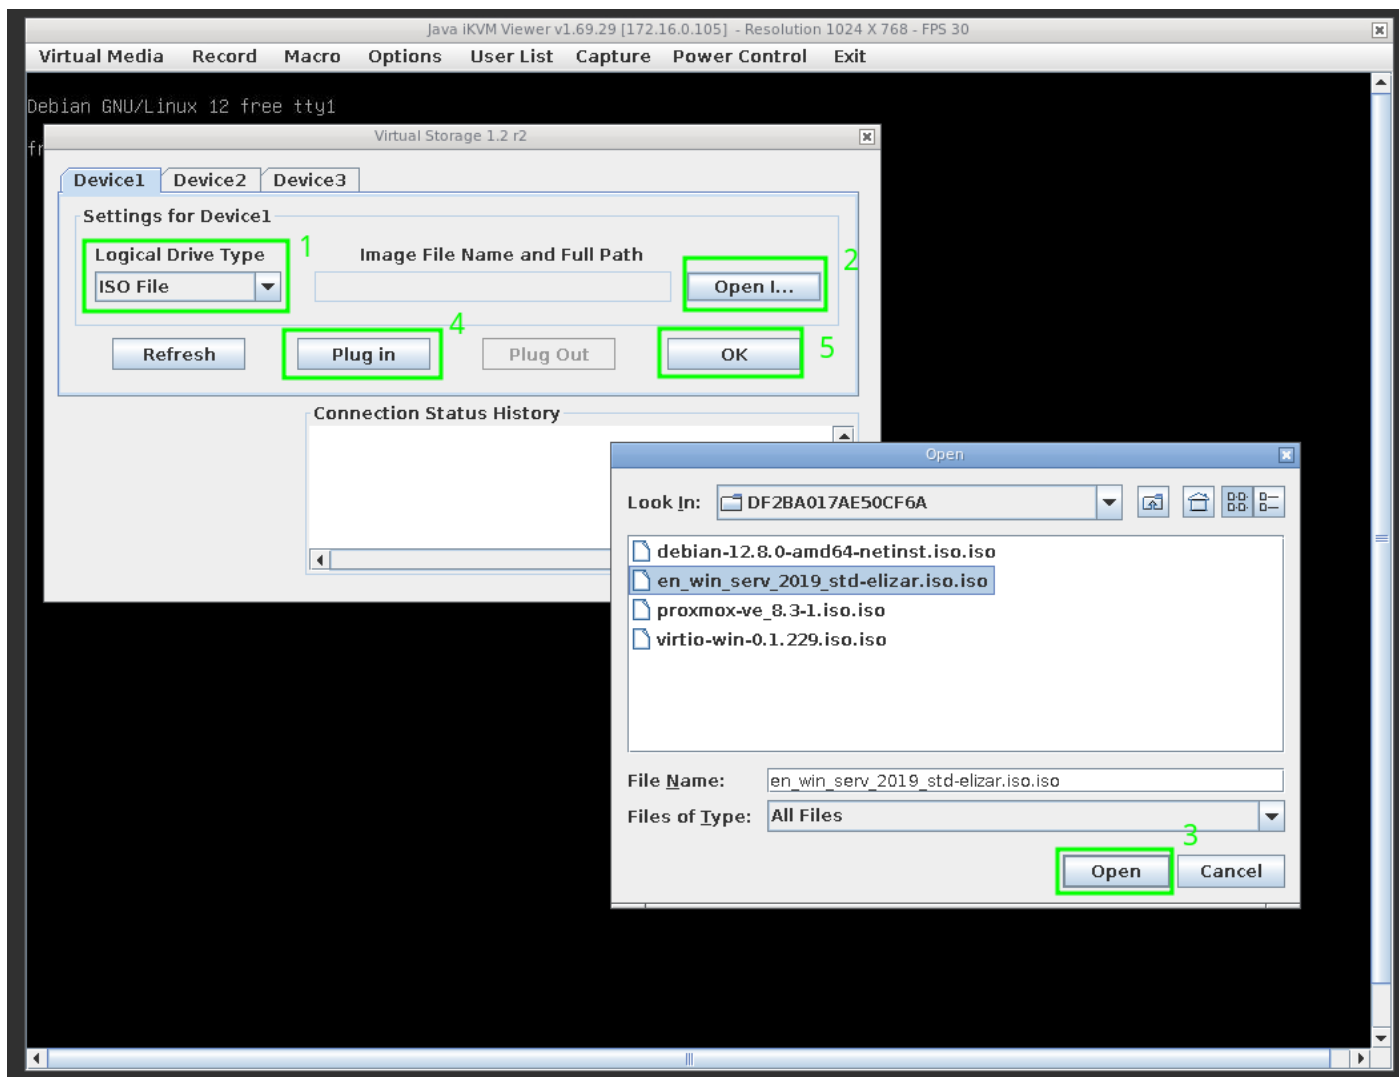 Java iKVM Viewer v1.69.29 [172.16.0.105] - Resolution 1024 X 768 - FPS 30
Virtual Media Record Macro Options User List Capture Power Control Exit
Debian GNU/Linux 12 free tty1
fr
Virtual Storage 1.2 r2
Device1 Device2 Device3
Settings for Device1
Logical Drive Type 1 Image File Name and Full Path 2
ISO File Open I...
4
Refresh Plug in Plug Out OK 5
Connection Status History
Open
Look In: DF2BA017AE50CF6A
debian-12.8.0-amd64-netinst.iso.iso
en_win_serv_2019_std-elizar.iso.iso
proxmox-ve_8.3-1.iso.iso
virtio-win-0.1.229.iso.iso
File Name: en_win_serv_2019_std-elizar.iso.iso
Files of Type: All Files
3
Open Cancel